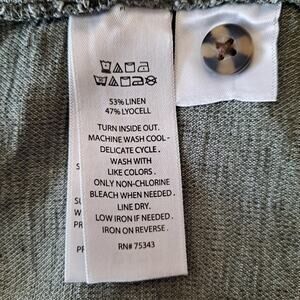 53% LINEN
47% LYOCELL
TURN INSIDE OUT.
MACHINE WASH COOL -
DELICATE CYCLE.
WASH WITH
LIKE COLORS.
ONLY NON-CHLORINE
BLEACH WHEN NEEDED.
LINE DRY.
LOW IRON IF NEEDED.
IRON ON REVERSE.
RN# 75343